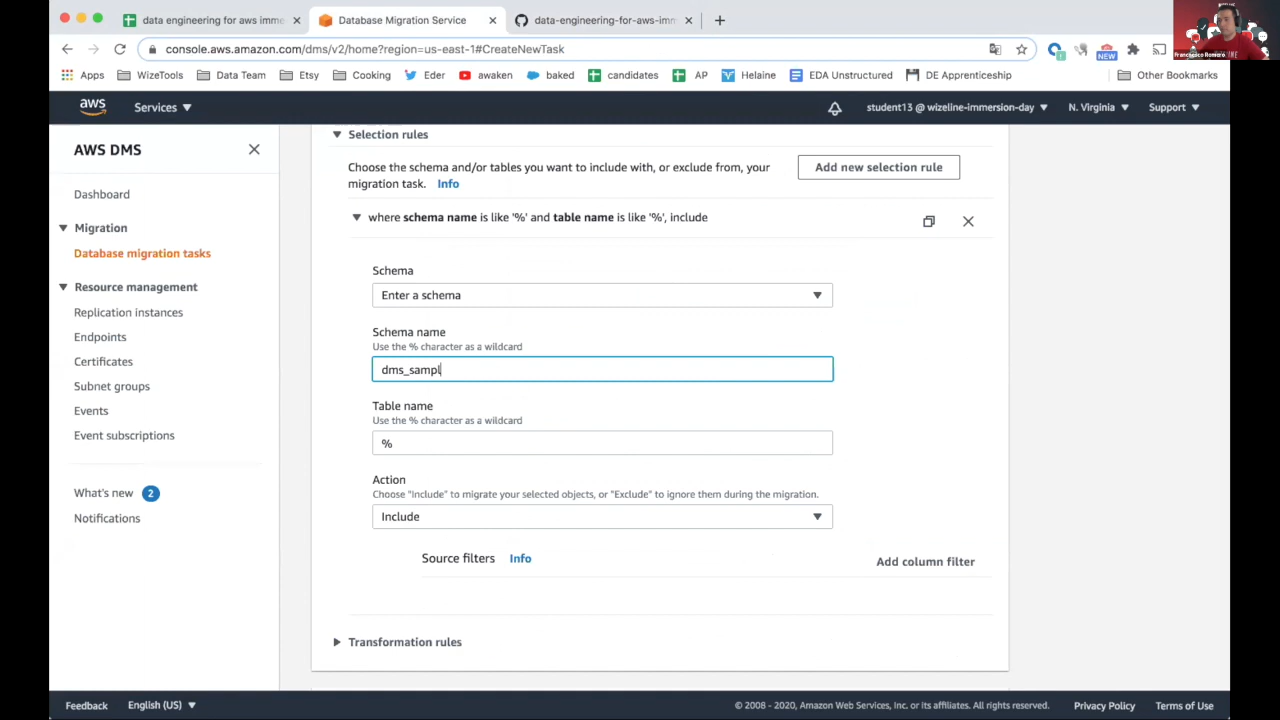 data engineering for aws imme
Database Migration Service
data-engineering-for-aws-imm
console.aws.amazon.com/dms/v2/home?region=us-east-1#CreateNewTask
NEW
Apps
WizeTools
Data Team
Etsy
Cooking
Eder
awaken
baked
candidates
AP
Helaine
EDA Unstructured
DE Apprenticeship
Other Bookmarks
Francisco Romero
aws
Services
student13 @ wizeline-immersion-day
N. Virginia
Support
AWS DMS
Dashboard
Migration
Database migration tasks
Resource management
Replication instances
Endpoints
Certificates
Subnet groups
Events
Event subscriptions
What's new 2
Notifications
Selection rules
Choose the schema and/or tables you want to include with, or exclude from, your
migration task. Info
Add new selection rule
where schema name is like '%' and table name is like '%', include
Schema
Enter a schema
Schema name
Use the % character as a wildcard
dms_sampl
Table name
Use the % character as a wildcard
%
Action
Choose "Include" to migrate your selected objects, or "Exclude" to ignore them during the migration.
Include
Source filters Info
Add column filter
Transformation rules
Feedback
English (US)
© 2008 - 2020, Amazon Web Services, Inc. or its affiliates. All rights reserved.
Privacy Policy
Terms of Use